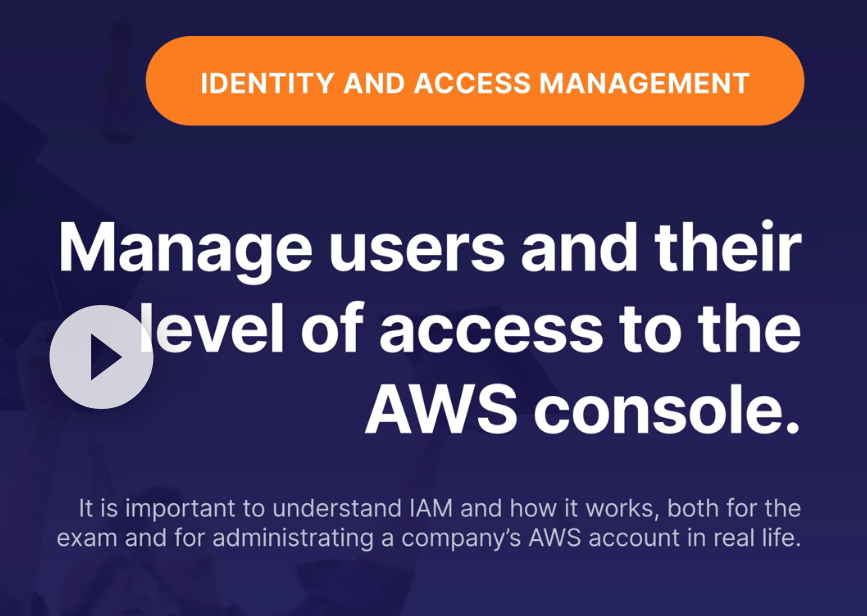 IDENTITY AND ACCESS MANAGEMENT
Manage users and their
level of access to the
AWS console.
It is important to understand IAM and how it works, both for the
exam and for administrating a company’s AWS account in real life.